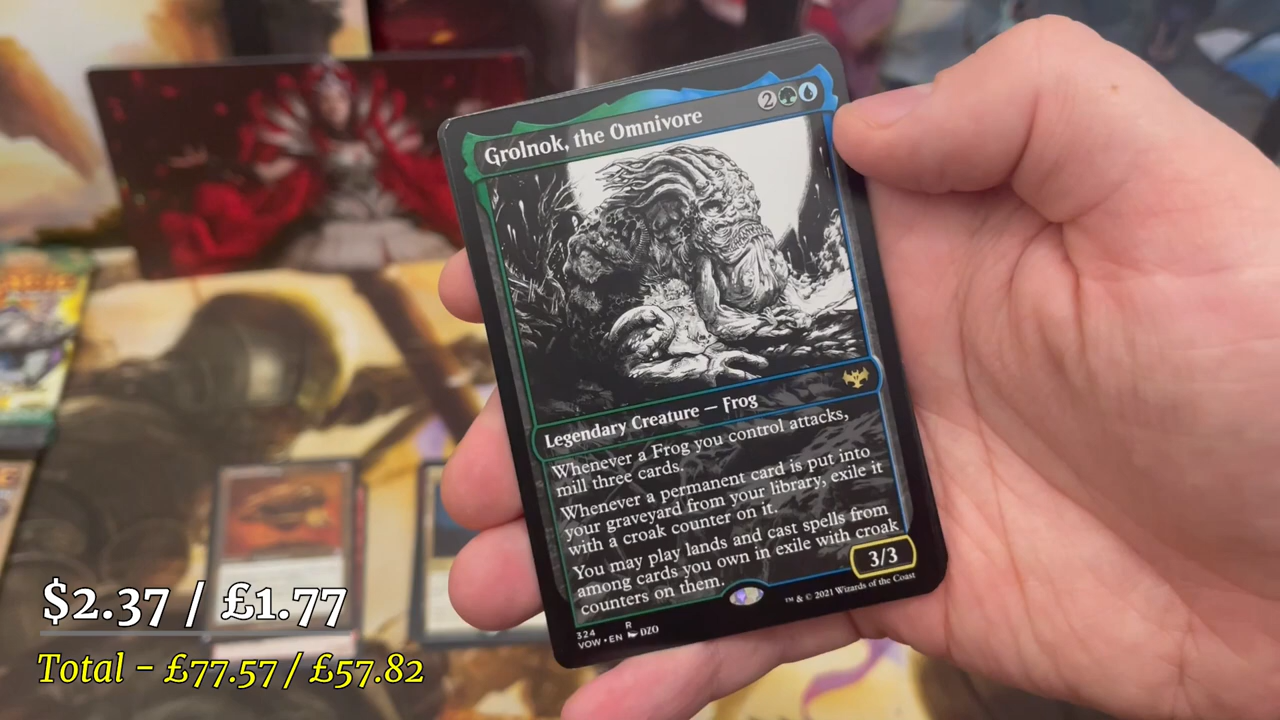 Grolnok, the Omnivore
2
Legendary Creature — Frog
Whenever a Frog you control attacks,
mill three cards.
Whenever a permanent card is put into
your graveyard from your library, exile it
with a croak counter on it.
You may play lands and cast spells from
among cards you own in exile with croak
counters on them.
3/3
324 R
VOW • EN DZO
™ & © 2021 Wizards of the Coast
$2.37 / £1.77
Total - £77.57 / £57.82